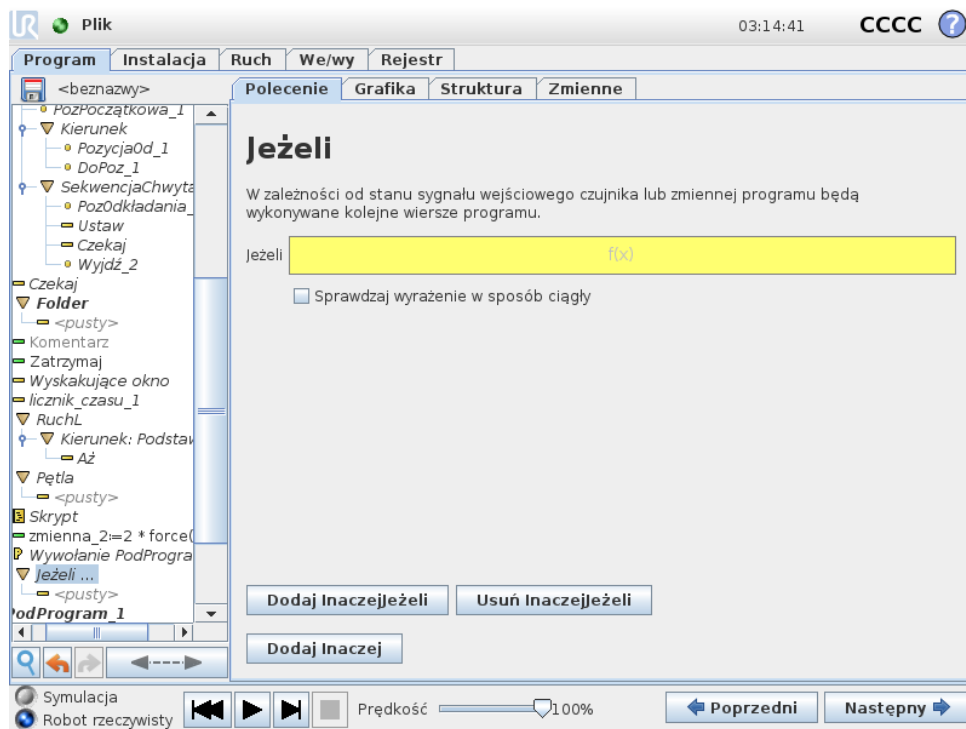 UR Plik 03:14:41 CCCC ?
Program Instalacja Ruch We/wy Rejestr
<beznazwy>
Polecenie Grafika Struktura Zmienne
PozPoczątkowa_1
Kierunek
PozycjaOd_1
DoPoz_1
SekwencjaChwyta
PozOdkładania_
Ustaw
Czekaj
Wyjdź_2
Czekaj
Folder
<pusty>
Komentarz
Zatrzymaj
Wyskakujące okno
licznik_czasu_1
RuchL
Kierunek: Podstaw
Aż
Pętla
<pusty>
Skrypt
zmienna_2:=2 * force(
Wywołanie PodProgra
Jeżeli ...
<pusty>
PodProgram_1
Jeżeli
W zależności od stanu sygnału wejściowego czujnika lub zmiennej programu będą
wykonywane kolejne wiersze programu.
Jeżeli f(x)
Sprawdzaj wyrażenie w sposób ciągły
Dodaj InaczejJeżeli Usuń InaczejJeżeli
Dodaj Inaczej
Symulacja
Robot rzeczywisty
Prędkość 100%
Poprzedni Następny